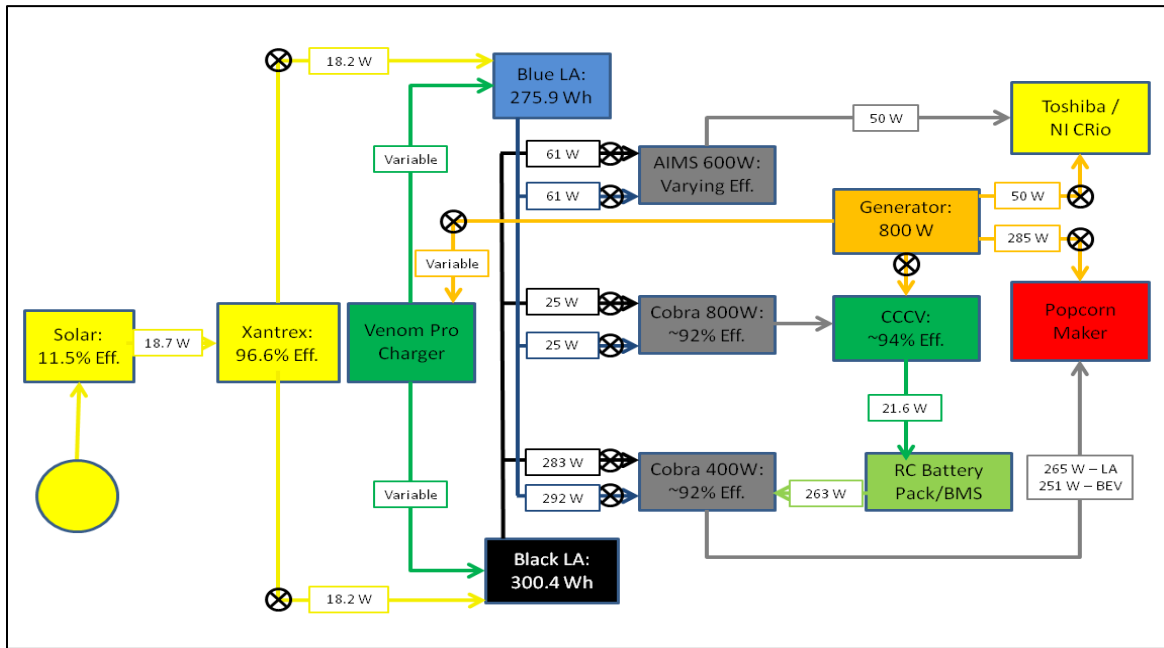 18.2 W
Blue LA:
275.9 Wh
Toshiba /
NI CRio
50 W
Variable
61 W
AIMS 600W:
Varying Eff.
61 W
Generator:
800 W
50 W
285 W
Variable
Solar:
11.5% Eff.
18.7 W
Xantrex:
96.6% Eff.
Venom Pro
Charger
25 W
25 W
Cobra 800W:
~92% Eff.
CCCV:
~94% Eff.
Popcorn
Maker
21.6 W
Variable
283 W
292 W
Cobra 400W:
~92% Eff.
263 W
RC Battery
Pack/BMS
265 W – LA
251 W – BEV
Black LA:
300.4 Wh
18.2 W